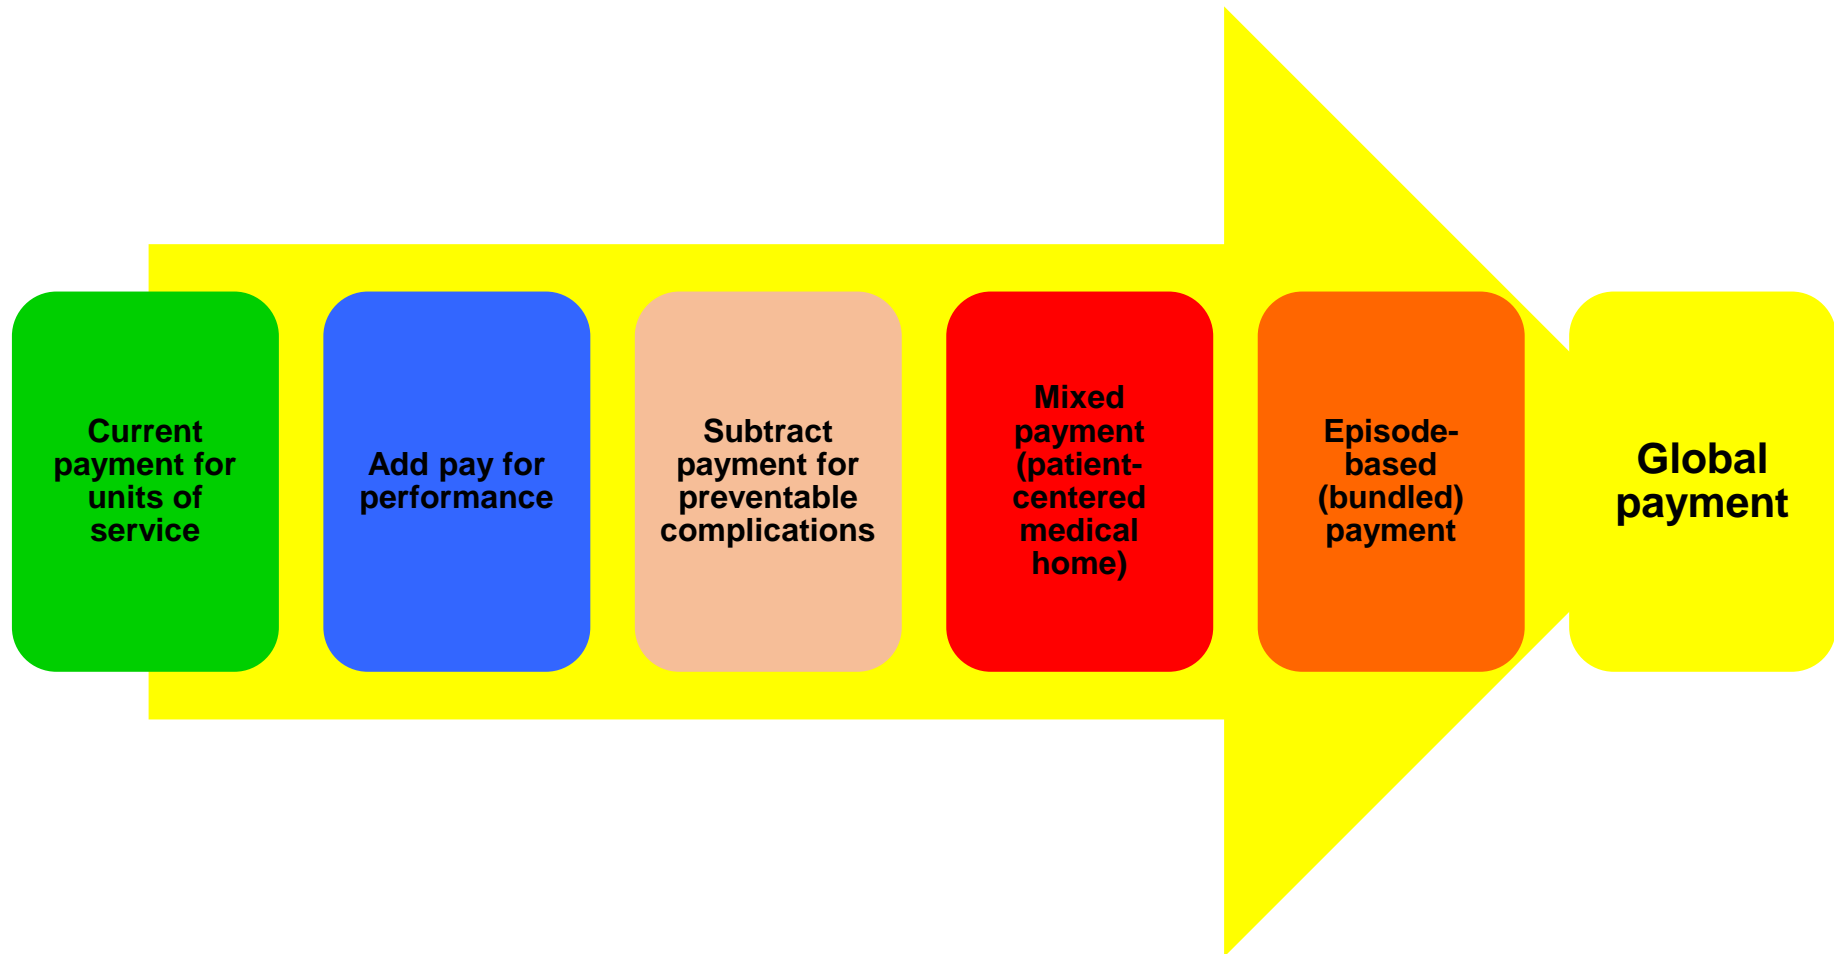 Current
payment for
units of
service
Add pay for
performance
Subtract
payment for
preventable
complications
Mixed
payment
(patient-
centered
medical
home)
Episode-
based
(bundled)
payment
Global
payment